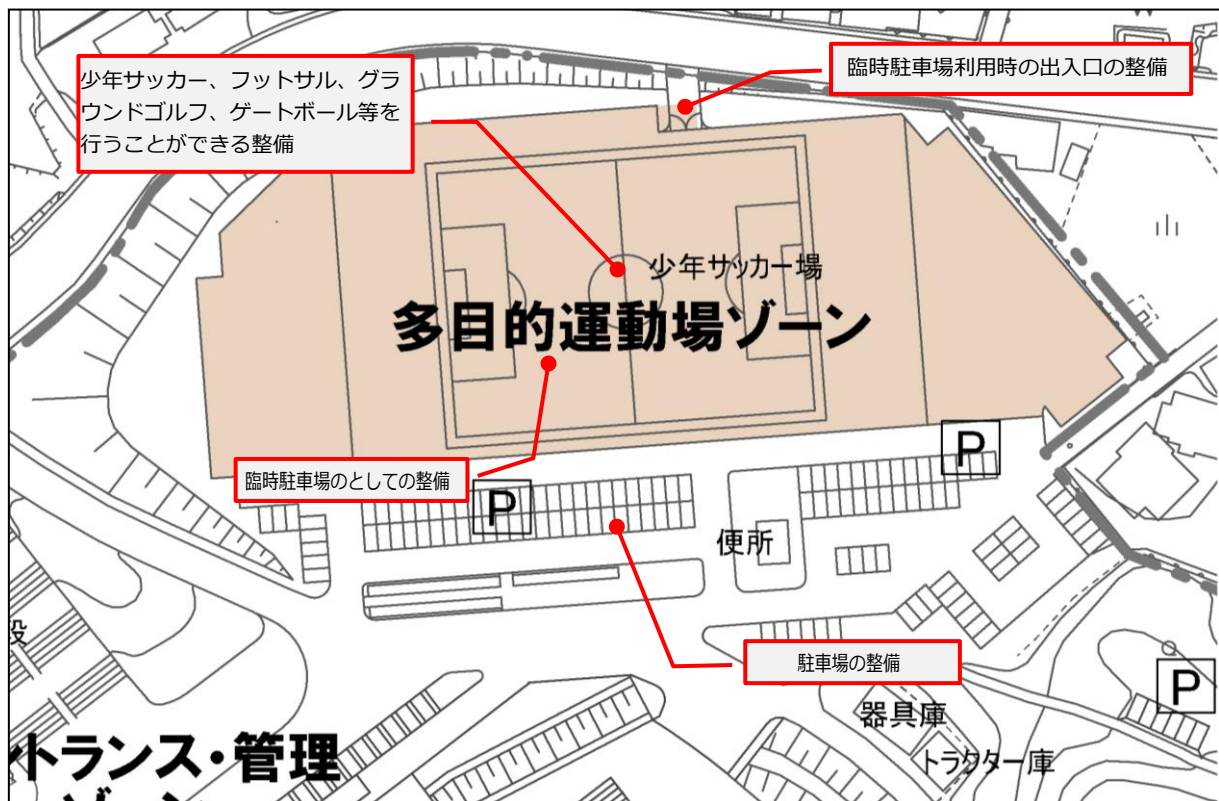 少年サッカー、フットサル、グラ
ウンドゴルフ、ゲートボール等を
行うことができる整備
臨時駐車場利用時の出入口の整備
少年サッカー場
多目的運動場ゾーン
臨時駐車場のとしての整備
P
P
便所
駐車場の整備
P
設
器具庫
トラクター庫
ントランス・管理
ゾーン